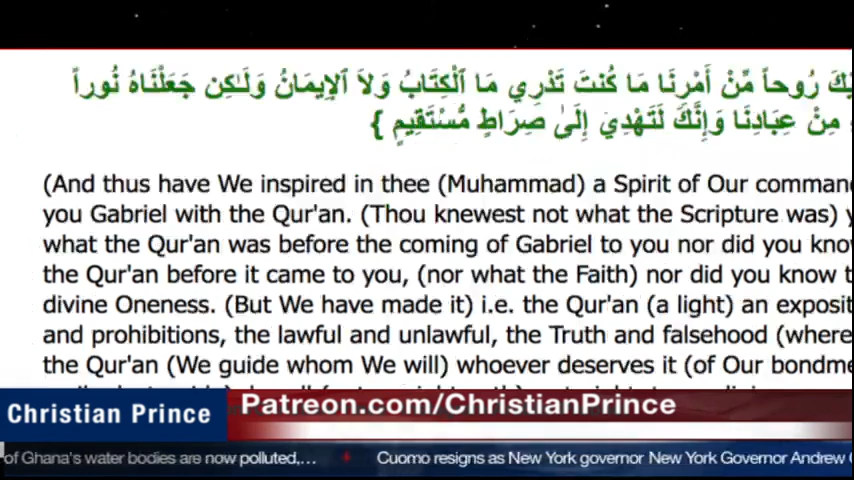 يْكَ رُوحاً مِّنْ أَمْرِنَا مَا كُنتَ تَدْرِي مَا ٱلْكِتَابُ وَلاَ ٱلإِيمَانُ وَلَـٰكِن جَعَلْنَاهُ نُوراً
مِنْ عِبَادِنَا وَإِنَّكَ لَتَهْدِيۤ إِلَىٰ صِرَاطٍ مُّسْتَقِيمٍ }
(And thus have We inspired in thee (Muhammad) a Spirit of Our comman
you Gabriel with the Qur'an. (Thou knewest not what the Scripture was) y
what the Qur'an was before the coming of Gabriel to you nor did you know
the Qur'an before it came to you, (nor what the Faith) nor did you know t
divine Oneness. (But We have made it) i.e. the Qur'an (a light) an exposit
and prohibitions, the lawful and unlawful, the Truth and falsehood (where
the Qur'an (We guide whom We will) whoever deserves it (of Our bondme
Christian Prince
Patreon.com/ChristianPrince
of Ghana's water bodies are now polluted,... Cuomo resigns as New York governor New York Governor Andrew